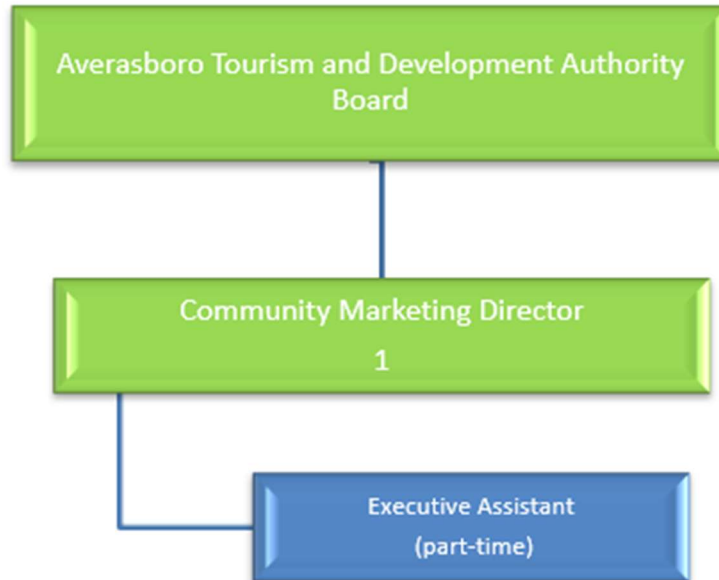 Averasboro Tourism and Development Authority
Board
Community Marketing Director
1
Executive Assistant
(part-time)